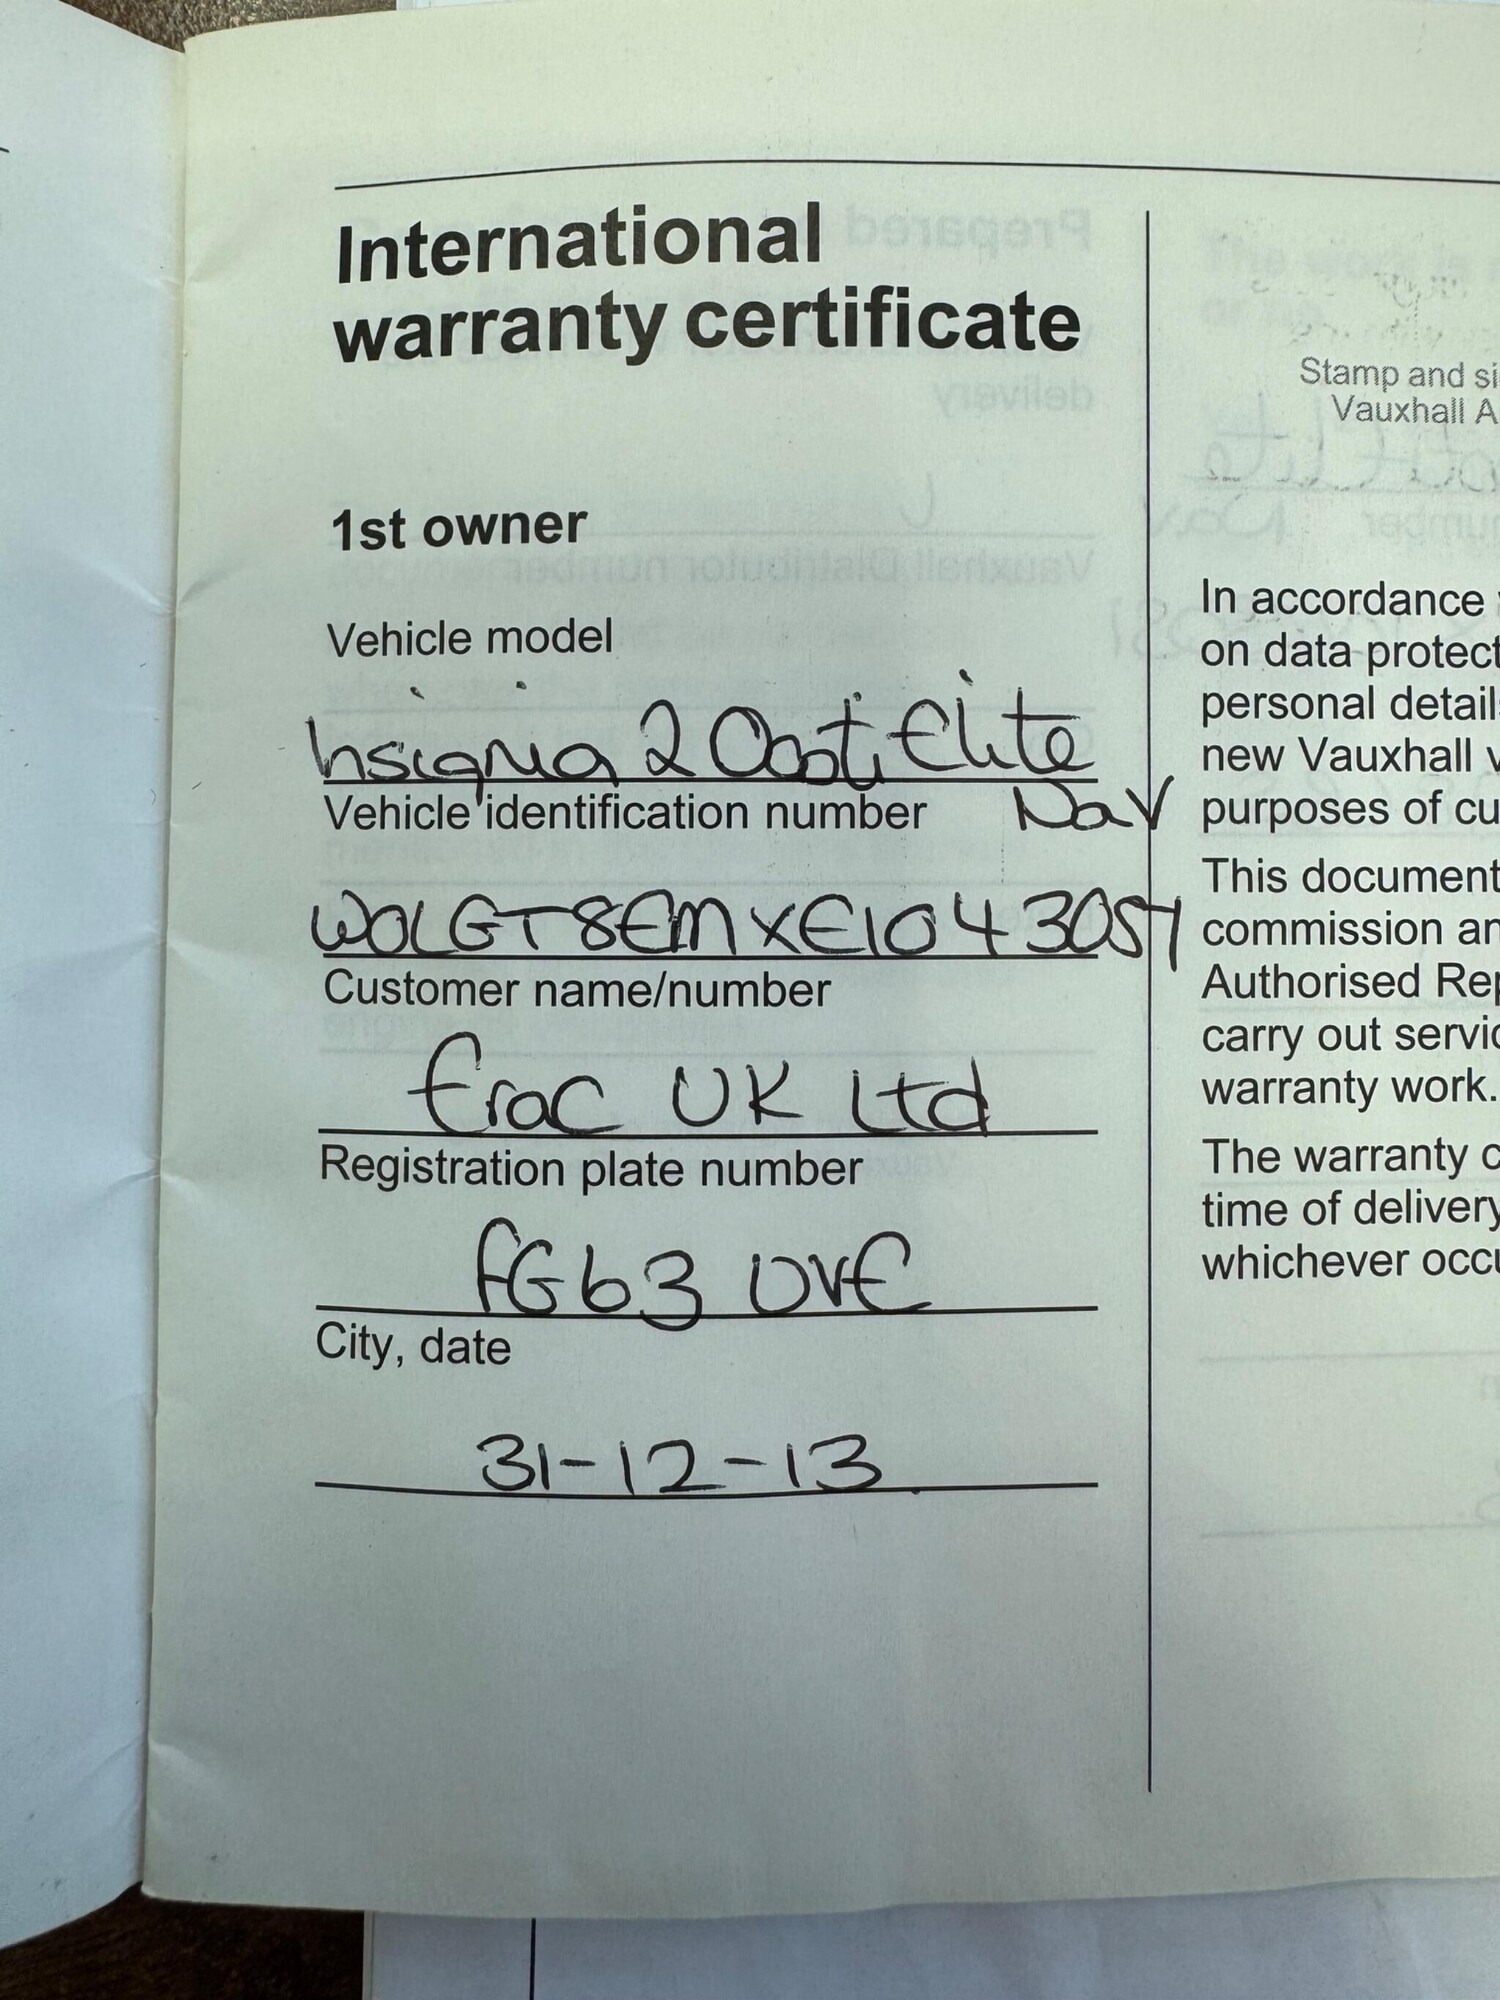 International
warranty certificate
1st owner
Vehicle model
Insignia 2 0cdti Elite
Nav
Vehicle identification number
W0LGT8EMXE1043057
Customer name/number
Erac UK Ltd
Registration plate number
FG63 OVE
City, date
31-12-13
Stamp and si
Vauxhall A
In accordance
on data protect
personal details
new Vauxhall v
purposes of cu
This document
commission an
Authorised Rep
carry out servic
warranty work.
The warranty c
time of delivery
whichever occu